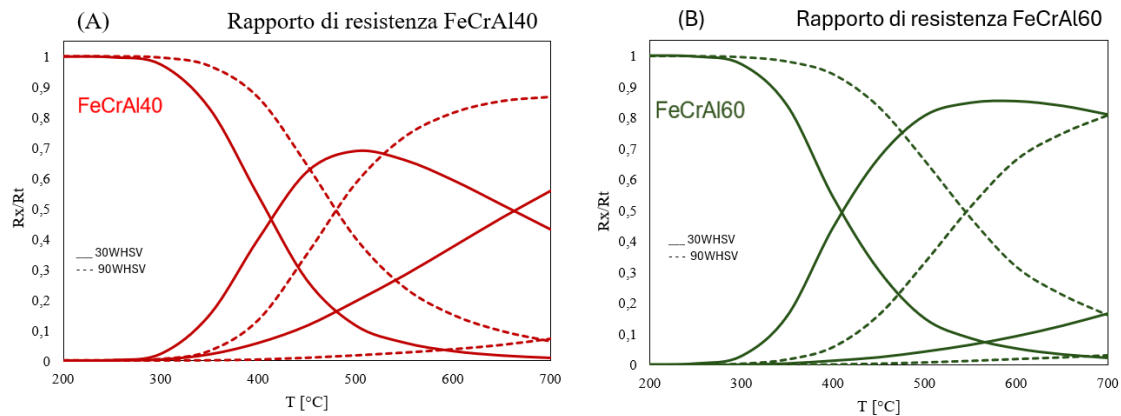 (A) Rapporto di resistenza FeCrAl40
1
0,9
0,8
0,7
0,6
0,5
0,4
0,3
0,2
0,1
0
Rx/Rt
FeCrAl40
30WHSV
90WHSV
200 300 400 500 600 700
T [°C]
(B) Rapporto di resistenza FeCrAl60
1
0,9
0,8
0,7
0,6
0,5
0,4
0,3
0,2
0,1
0
Rx/Rt
FeCrAl60
30WHSV
90WHSV
200 300 400 500 600 700
T [°C]